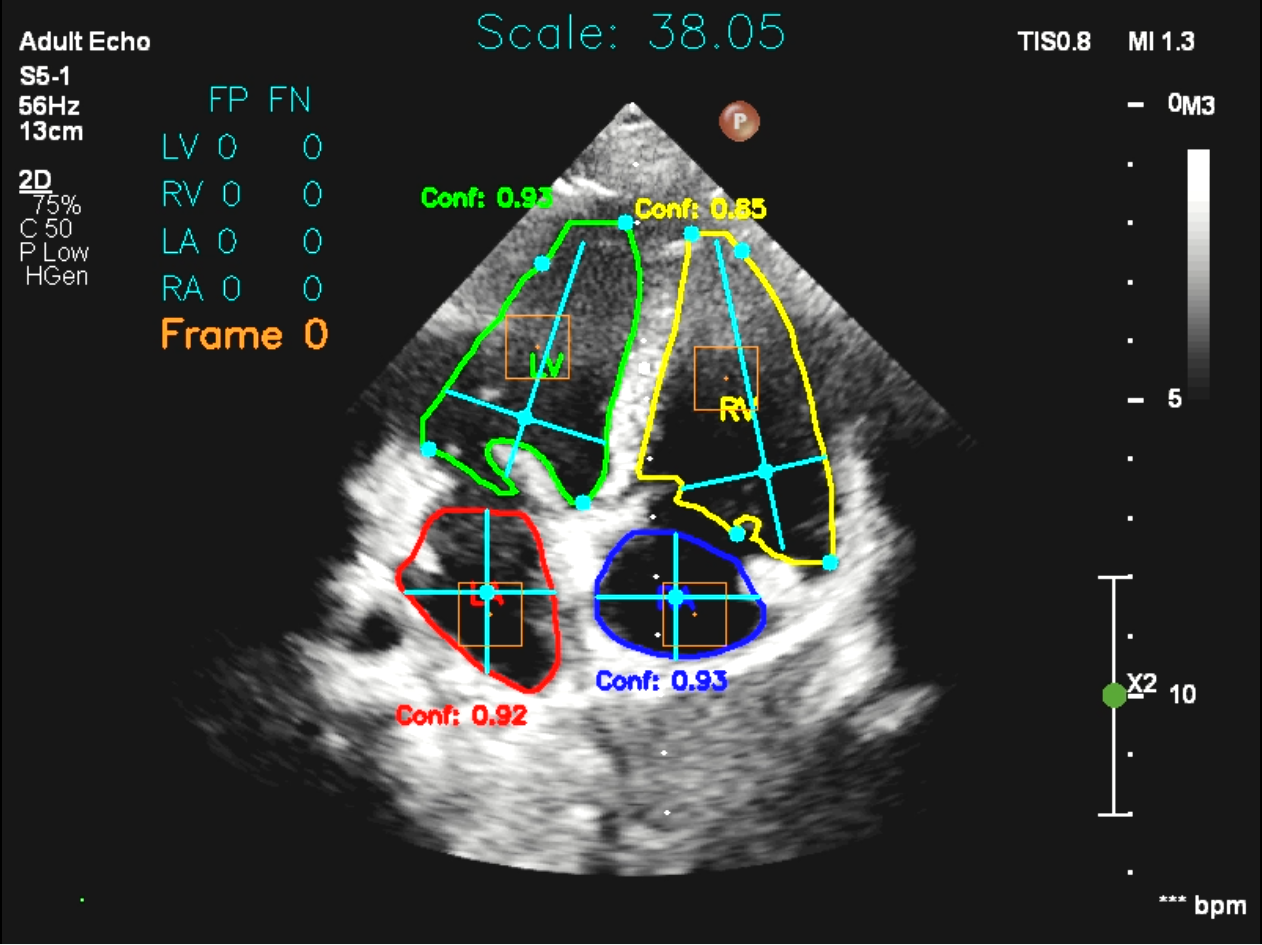 Scale: 38.05
Adult Echo
TIS0.8 MI 1.3
S5-1
56Hz
13cm
FP FN
LV 0 0
RV 0 0
LA 0 0
RA 0 0
Frame 0
2D
75%
C 50
P Low
HGen
P
0
M3
Conf: 0.93
Conf: 0.85
LV
RV
5
LA
RA
Conf: 0.93
Conf: 0.92
X2
10
*** bpm